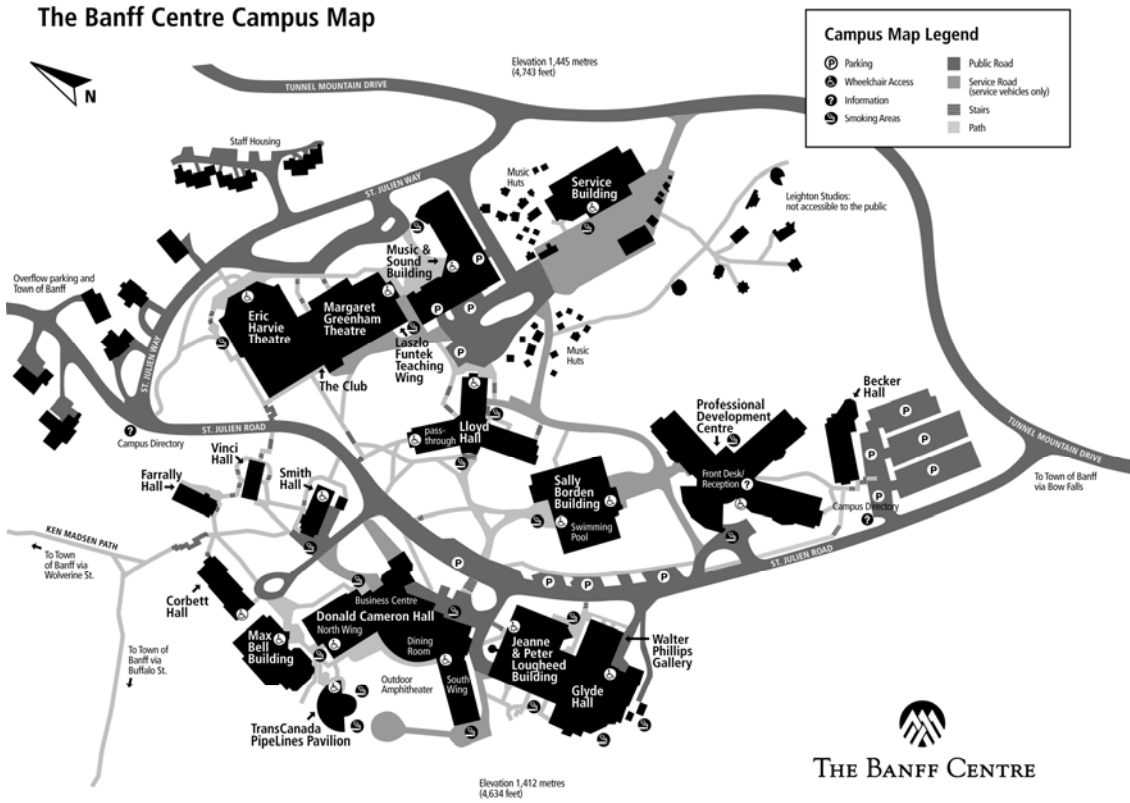 The Banff Centre Campus Map
N
Elevation 1,445 metres
(4,743 feet)
Campus Map Legend
P Parking
Wheelchair Access
? Information
Smoking Areas
Public Road
Service Road
(service vehicles only)
Stairs
Path
TUNNEL MOUNTAIN DRIVE
Staff Housing
ST. JULIEN WAY
Music
Huts
Service
Building
Leighton Studios:
not accessible to the public
Music &
Sound
Building
P
Overflow parking and
Town of Banff
Eric
Harvie
Theatre
Margaret
Greenham
Theatre
P
P
Laszlo
Funtek
Teaching
Wing
P
Music
Huts
The Club
ST. JULIEN WAY
Becker
Hall
P
P
P
P
P
Professional
Development
Centre
TUNNEL MOUNTAIN DRIVE
?
Campus Directory
ST. JULIEN ROAD
pass-
through
Lloyd
Hall
Vinci
Hall
Farrally
Hall
Smith
Hall
Front Desk/
Reception
?
Sally
Borden
Building
Swimming
Pool
To Town of Banff
via Bow Falls
Campus Directory
?
KEN MADSEN PATH
To Town
of Banff via
Wolverine St.
ST. JULIEN ROAD
P
P
P
P
Corbett
Hall
Business Centre
Donald Cameron Hall
North Wing
Dining
Room
Max
Bell
Building
Jeanne
& Peter
Lougheed
Building
Walter
Phillips
Gallery
To Town of
Banff via
Buffalo St.
Outdoor
Amphitheater
South
Wing
Glyde
Hall
TransCanada
PipeLines Pavilion
Elevation 1,412 metres
(4,634 feet)
THE BANFF CENTRE